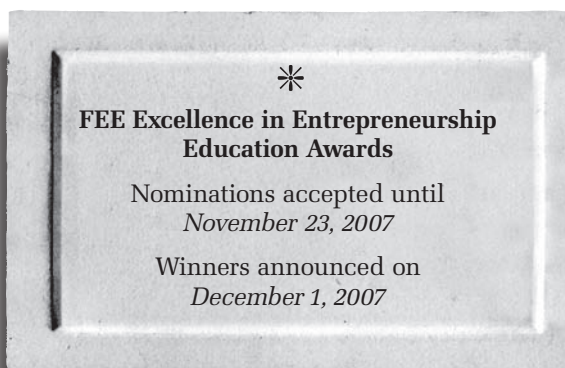 FEE Excellence in Entrepreneurship
Education Awards
Nominations accepted until
November 23, 2007
Winners announced on
December 1, 2007